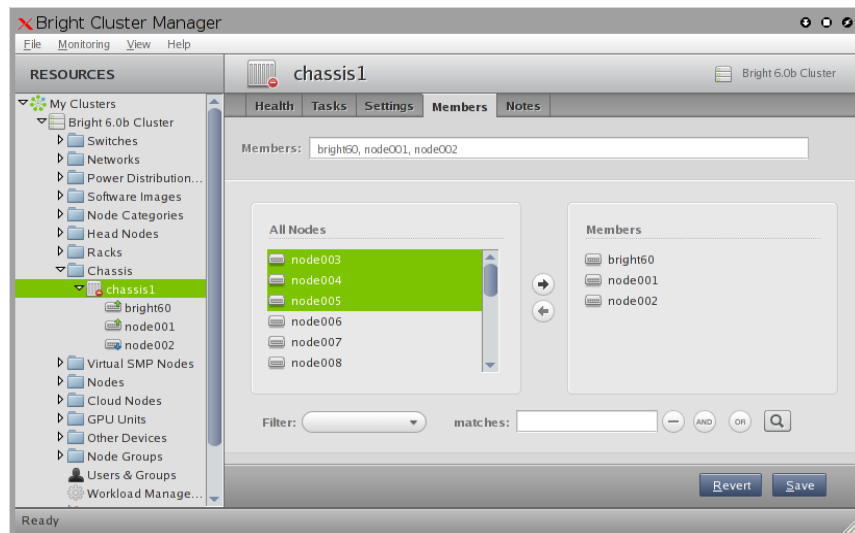 Bright Cluster Manager
File Monitoring View Help
RESOURCES
My Clusters
Bright 6.0b Cluster
Switches
Networks
Power Distribution...
Software Images
Node Categories
Head Nodes
Racks
Chassis
chassis1
bright60
node001
node002
Virtual SMP Nodes
Nodes
Cloud Nodes
GPU Units
Other Devices
Node Groups
Users & Groups
Workload Manage...
chassis1
Bright 6.0b Cluster
Health Tasks Settings Members Notes
Members: bright60, node001, node002
All Nodes
node003
node004
node005
node006
node007
node008
Members
bright60
node001
node002
Filter: matches: AND OR
Revert Save
Ready